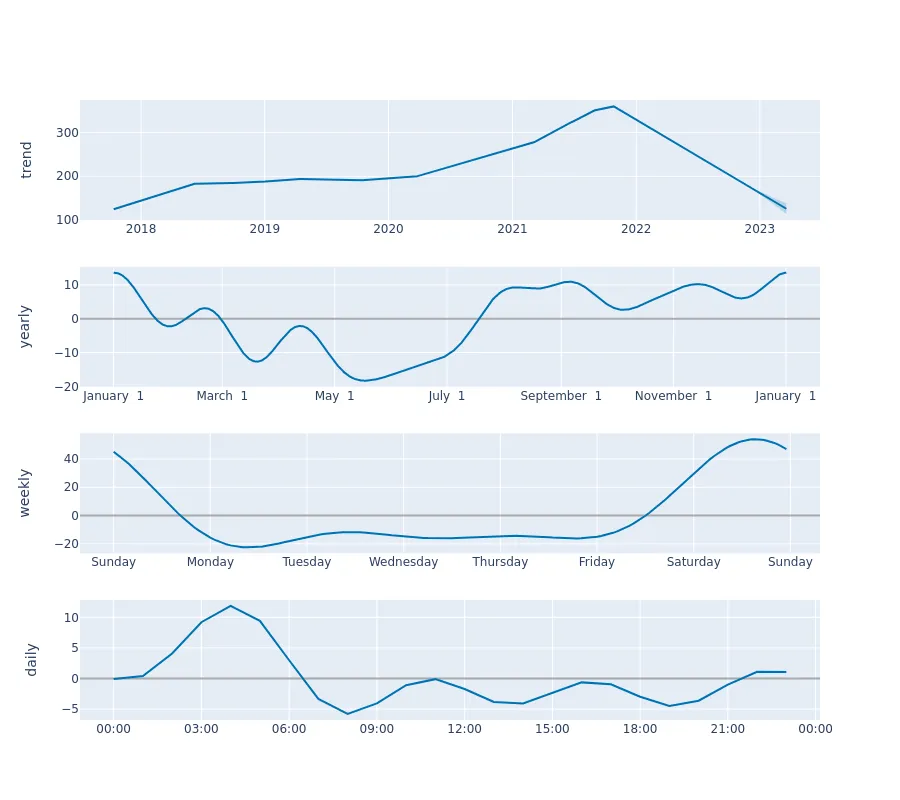 trend
300
200
100
2018 2019 2020 2021 2022 2023
yearly
10
0
−10
−20
January 1 March 1 May 1 July 1 September 1 November 1 January 1
weekly
40
20
0
−20
Sunday Monday Tuesday Wednesday Thursday Friday Saturday Sunday
daily
10
5
0
−5
00:00 03:00 06:00 09:00 12:00 15:00 18:00 21:00 00:00